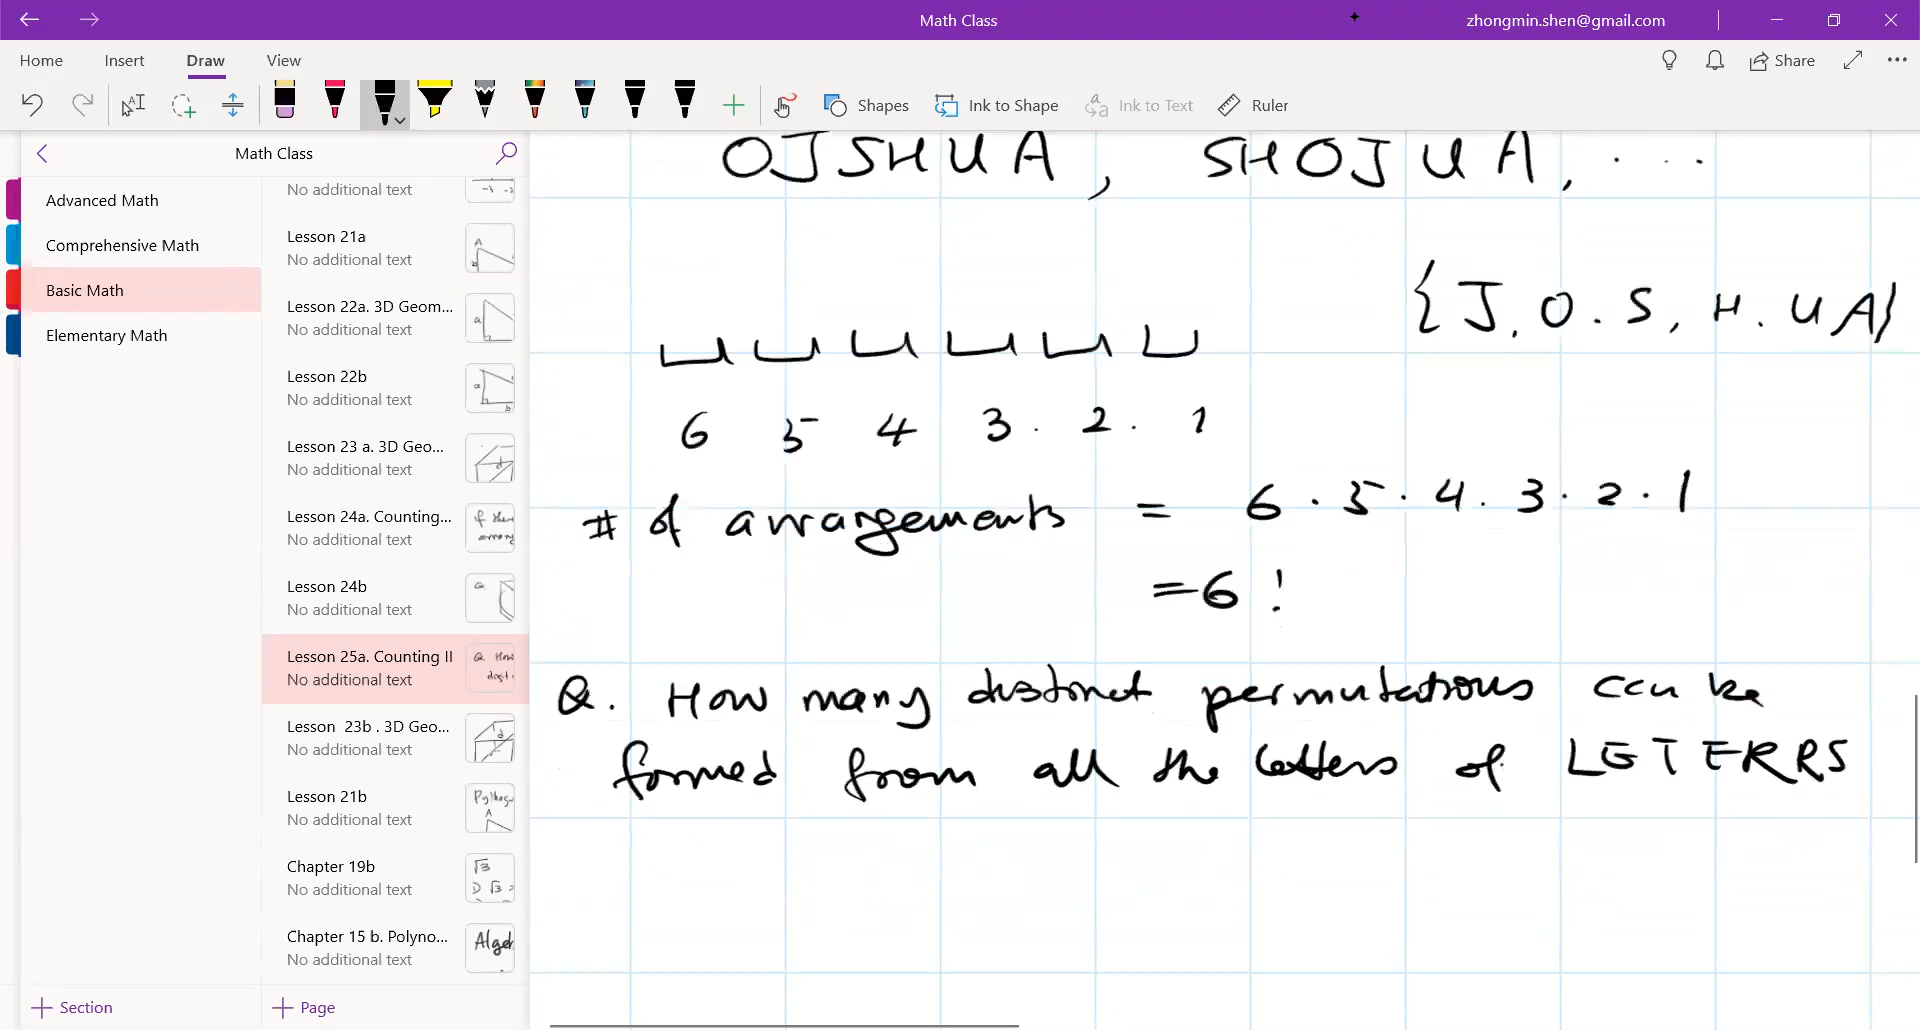 Math Class
zhongmin.shen@gmail.com
Home Insert Draw View
Share
Shapes Ink to Shape Ink to Text Ruler
Math Class
Advanced Math
Comprehensive Math
Basic Math
Elementary Math
No additional text
Lesson 21a
No additional text
Lesson 22a. 3D Geom...
No additional text
Lesson 22b
No additional text
Lesson 23 a. 3D Geo...
No additional text
Lesson 24a. Counting...
No additional text
Lesson 24b
No additional text
Lesson 25a. Counting II
No additional text
Lesson 23b . 3D Geo...
No additional text
Lesson 21b
No additional text
Chapter 19b
No additional text
Chapter 15 b. Polyno...
No additional text
Section
Page
OJSHUA, SHOJUA, ...
{J.O.S,H.UA}
6 5 4 3 . 2 . 1
# of arrangements = 6 . 5 . 4 . 3 . 2 . 1
= 6 !
Q. How many distinct permutations can be
formed from all the letters of LETTERRS